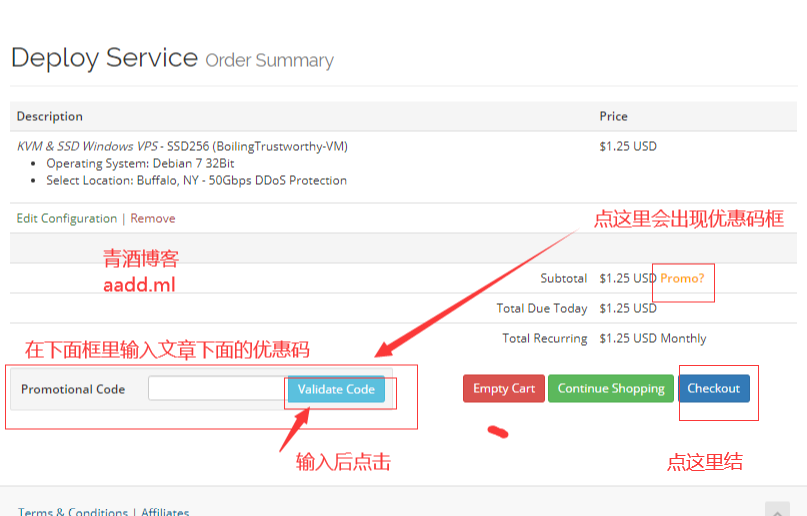 Deploy Service Order Summary
Description Price
KVM & SSD Windows VPS - SSD256 (BoilingTrustworthy-VM) $1.25 USD
Operating System: Debian 7 32Bit
Select Location: Buffalo, NY - 50Gbps DDoS Protection
Edit Configuration | Remove
点这里会出现优惠码框
青酒博客
aadd.ml
Subtotal $1.25 USD Promo?
Total Due Today $1.25 USD
Total Recurring $1.25 USD Monthly
在下面框里输入文章下面的优惠码
Promotional Code Validate Code Empty Cart Continue Shopping Checkout
输入后点击
点这里结
Terms & Conditions | Affiliates